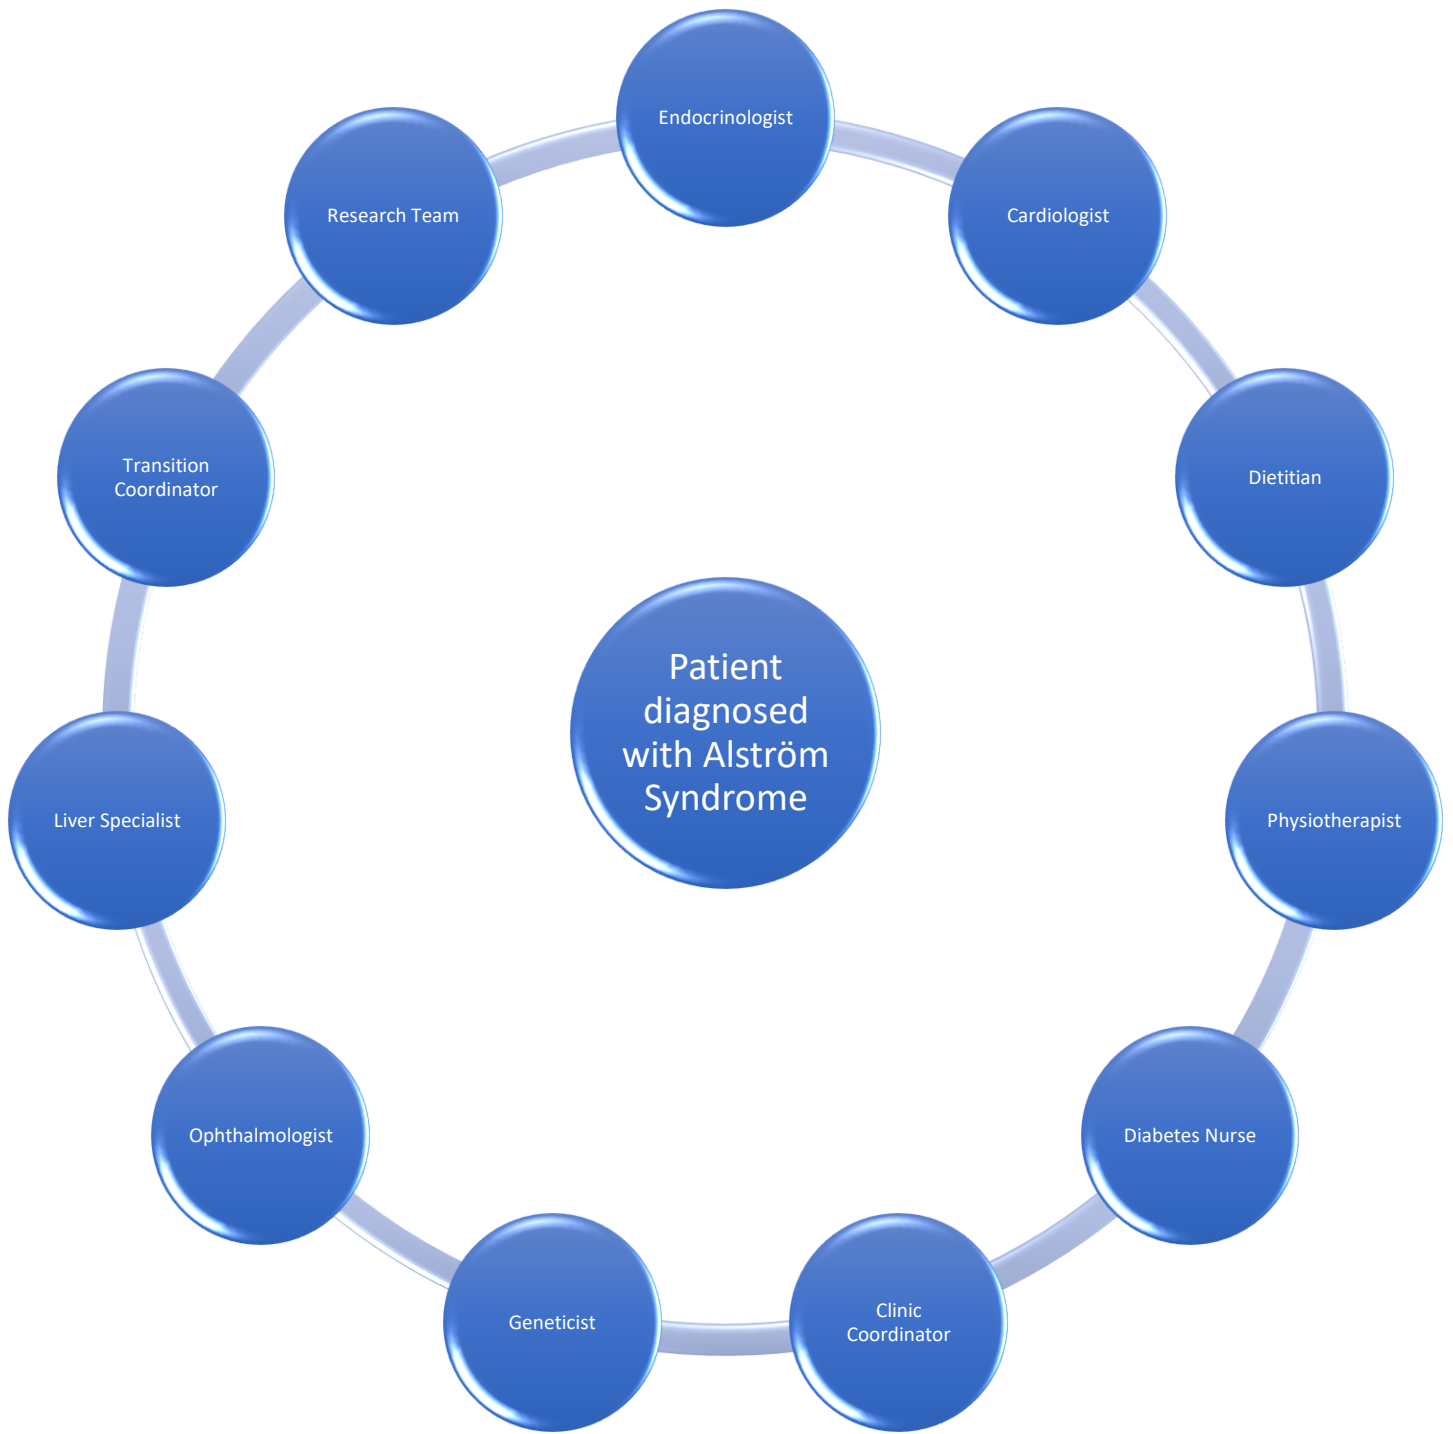 Endocrinologist
Cardiologist
Dietitian
Physiotherapist
Diabetes Nurse
Clinic
Coordinator
Geneticist
Ophthalmologist
Liver Specialist
Transition
Coordinator
Research Team
Patient
diagnosed
with Alström
Syndrome